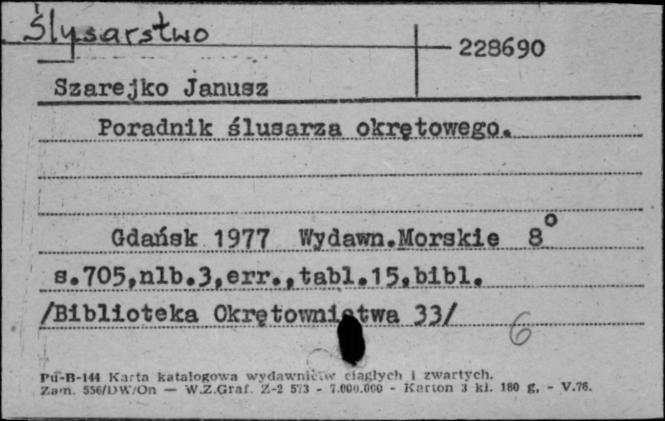 Ślusarstwo
228690
Szarejko Janusz
Poradnik ślusarza okrętowego.
Gdańsk 1977 Wydawn.Morskie 8°
s.705,nlb.3,err.,tabl.15,bibl.
/Biblioteka Okrętownictwa 33/
6
Pu-B-144 Karta katalogowa wydawnictw ciągłych i zwartych.
Zam. 556/DW/On — W.Z.Graf. Z-2 573 - 7.000.000 - Karton 3 kl. 180 g. - V.76.